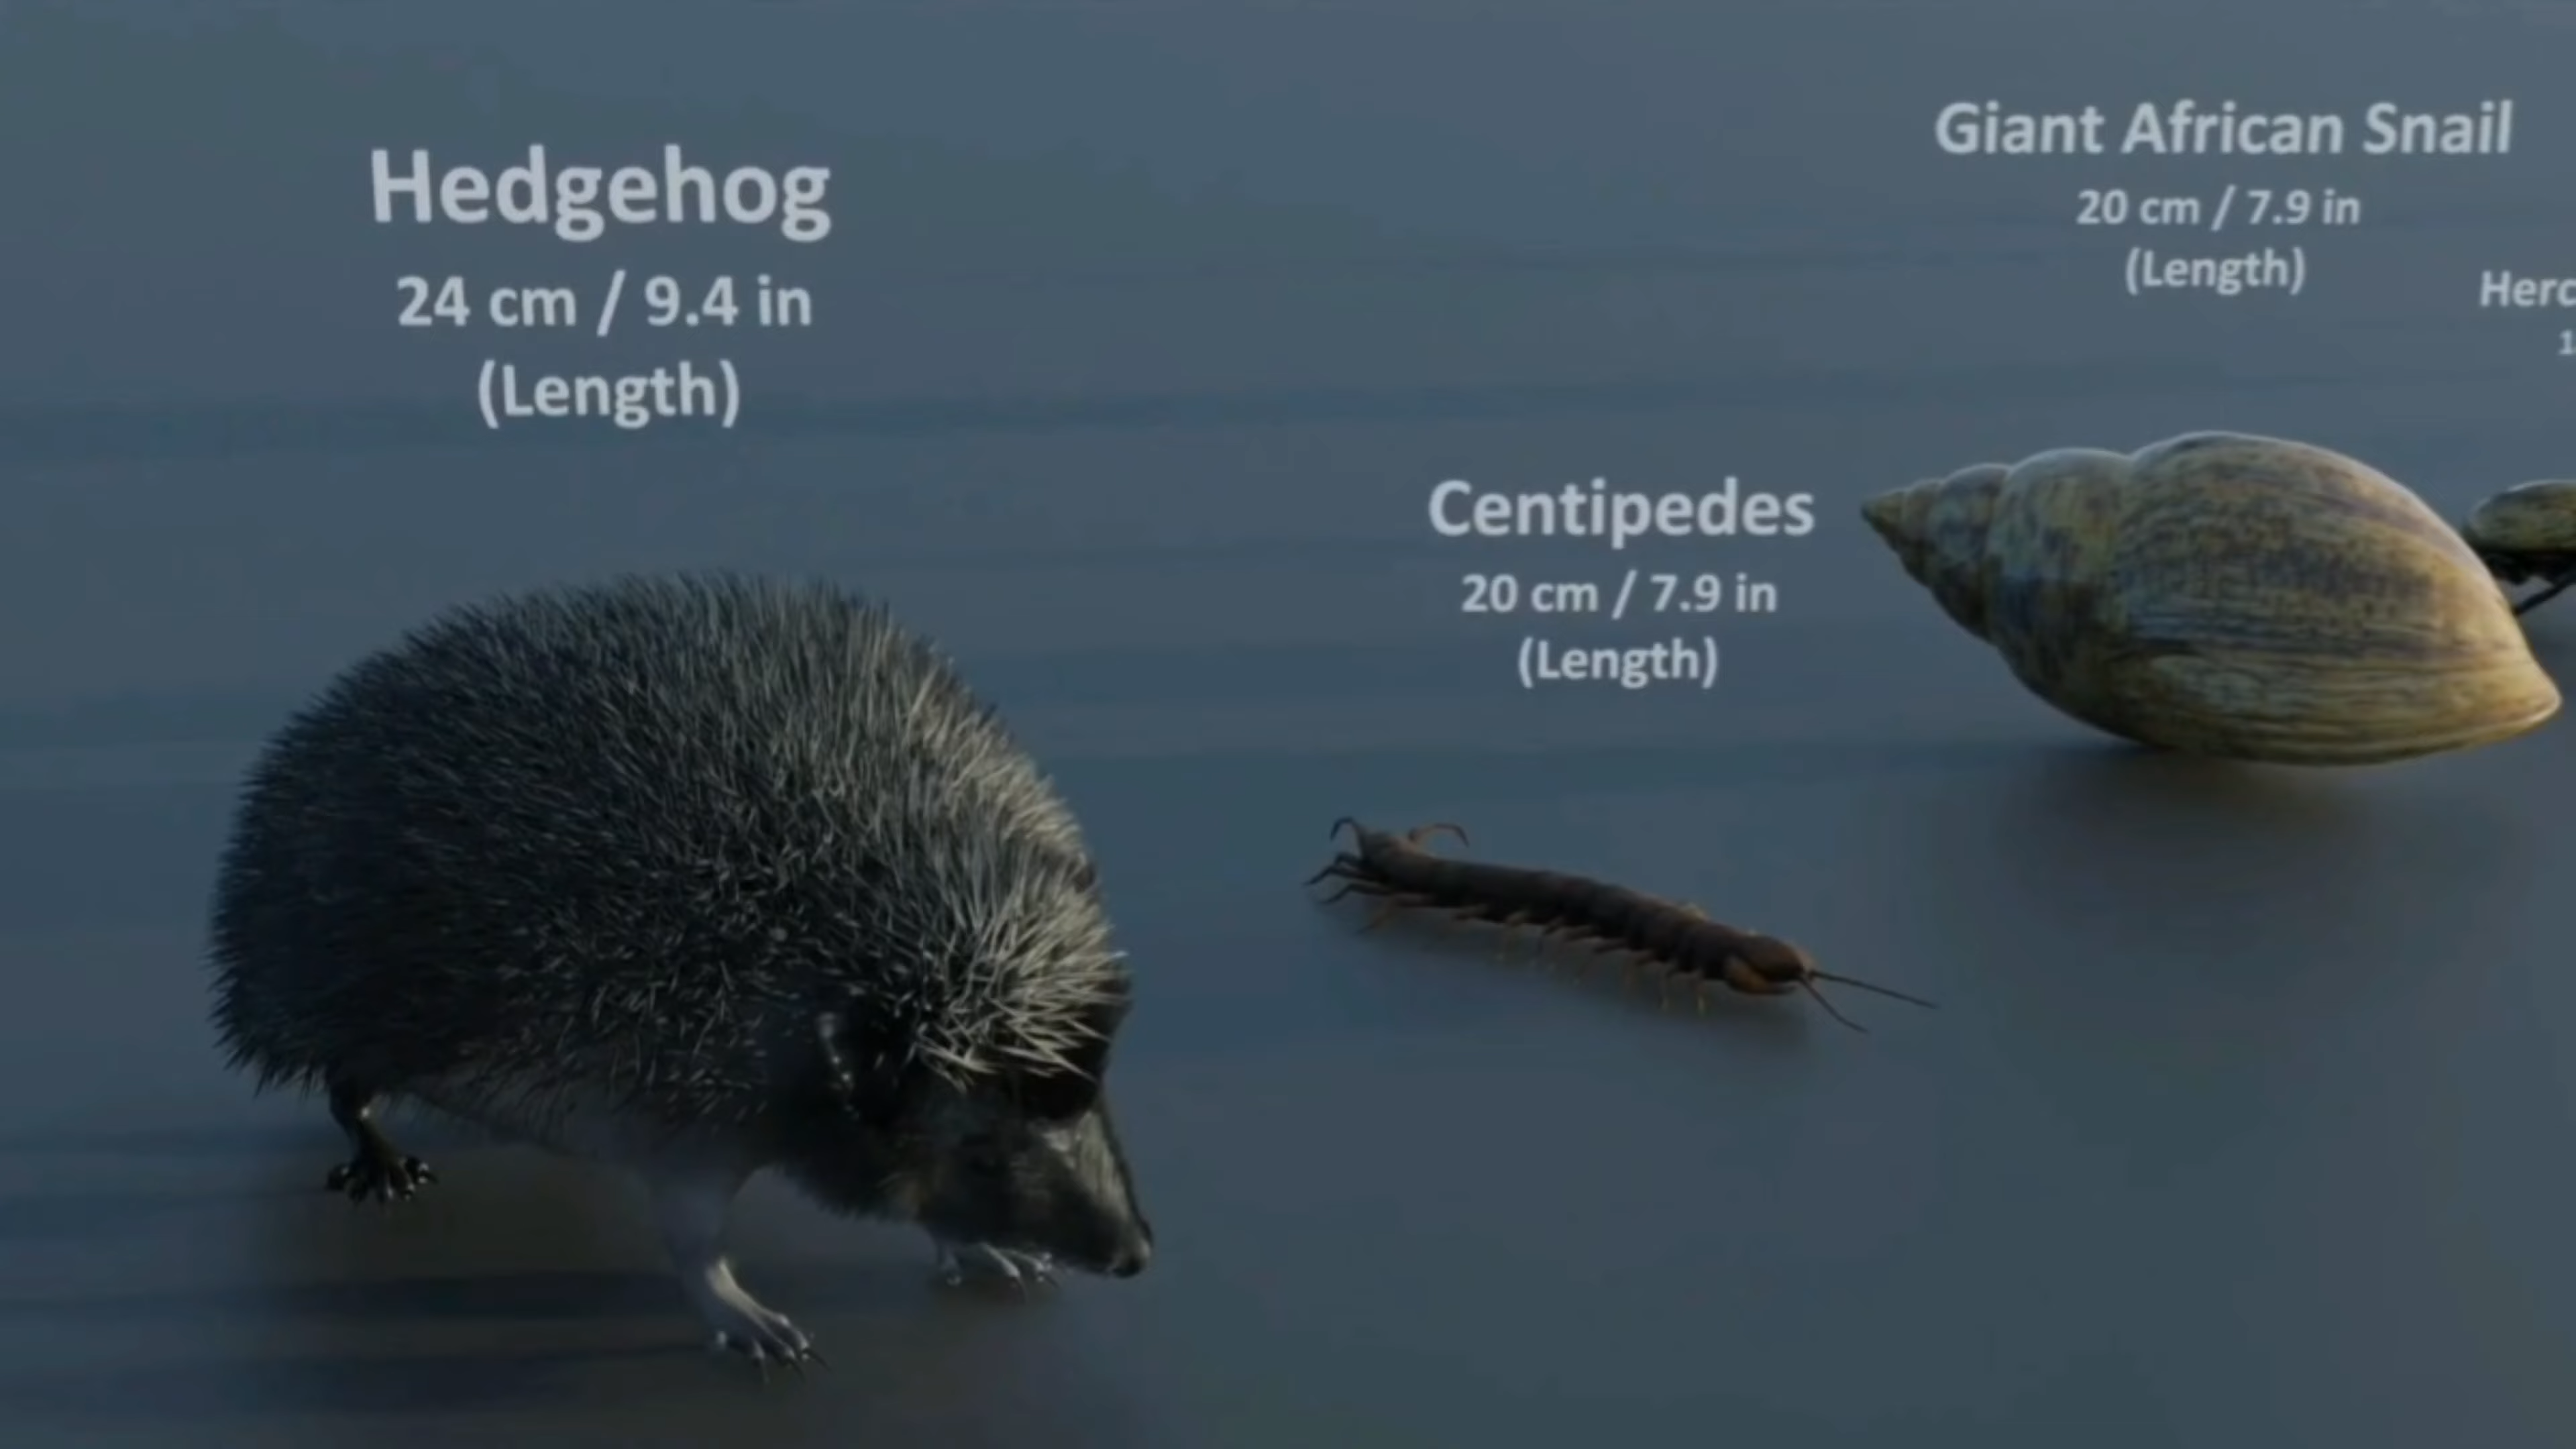 Hedgehog
24 cm / 9.4 in
(Length)
Centipedes
20 cm / 7.9 in
(Length)
Giant African Snail
20 cm / 7.9 in
(Length)